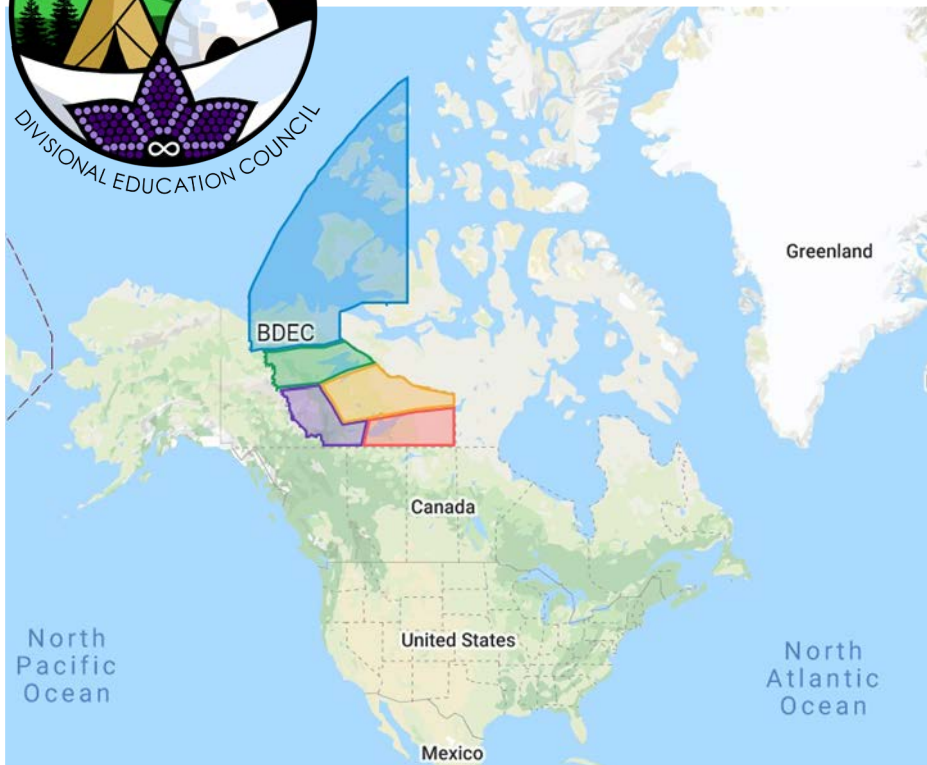 DIVISIONAL EDUCATION COUNCIL
Greenland
BDEC
Canada
United States
North
Pacific
Ocean
North
Atlantic
Ocean
Mexico